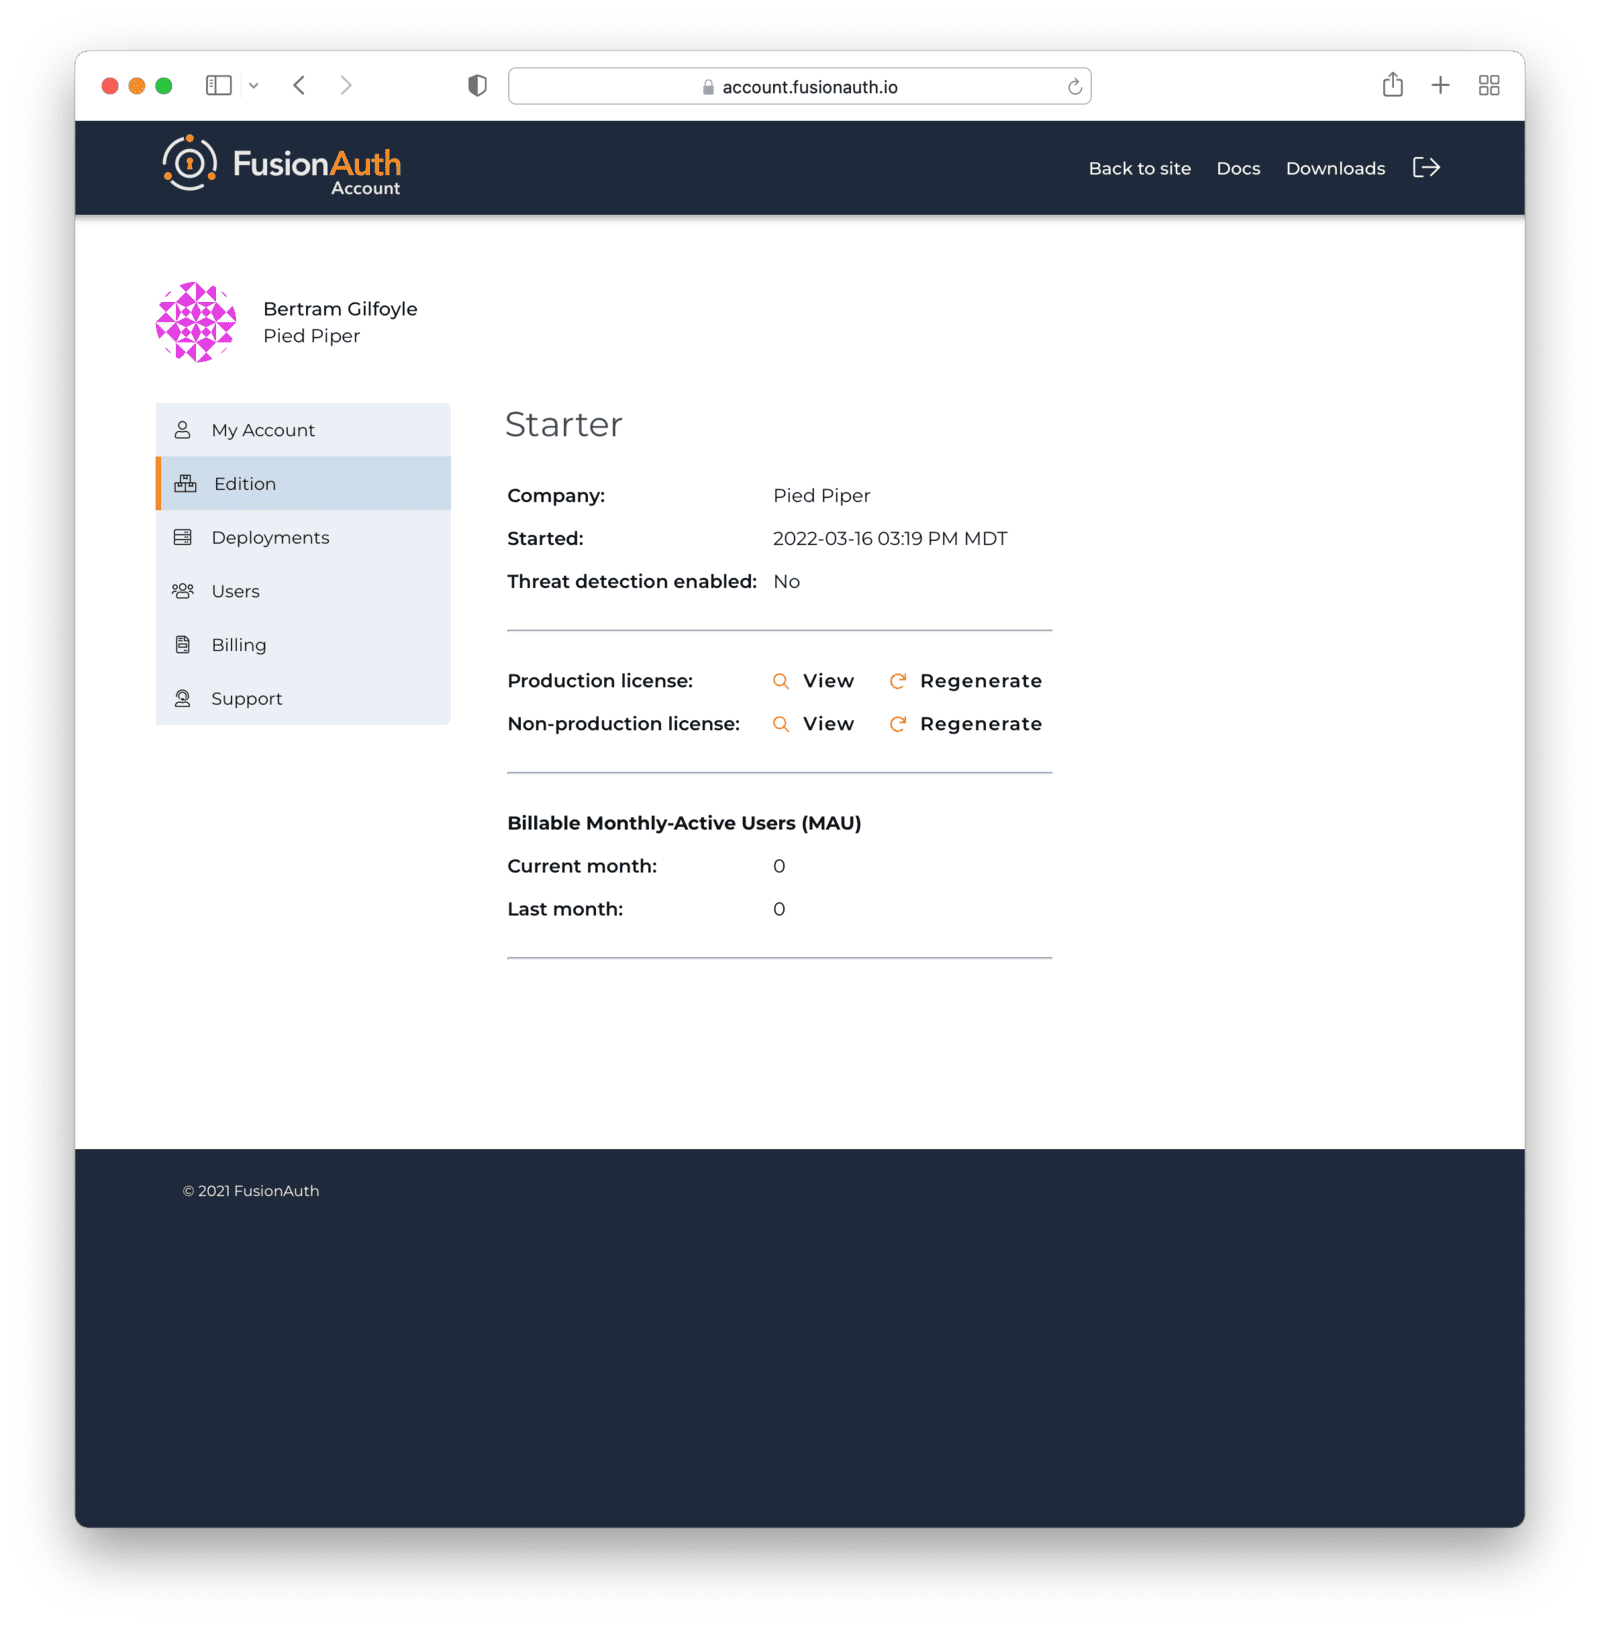 account.fusionauth.io
FusionAuth
Account
Back to site Docs Downloads
Bertram Gilfoyle
Pied Piper
My Account
Edition
Deployments
Users
Billing
Support
Starter
Company: Pied Piper
Started: 2022-03-16 03:19 PM MDT
Threat detection enabled: No
Production license: View Regenerate
Non-production license: View Regenerate
Billable Monthly-Active Users (MAU)
Current month: 0
Last month: 0
© 2021 FusionAuth